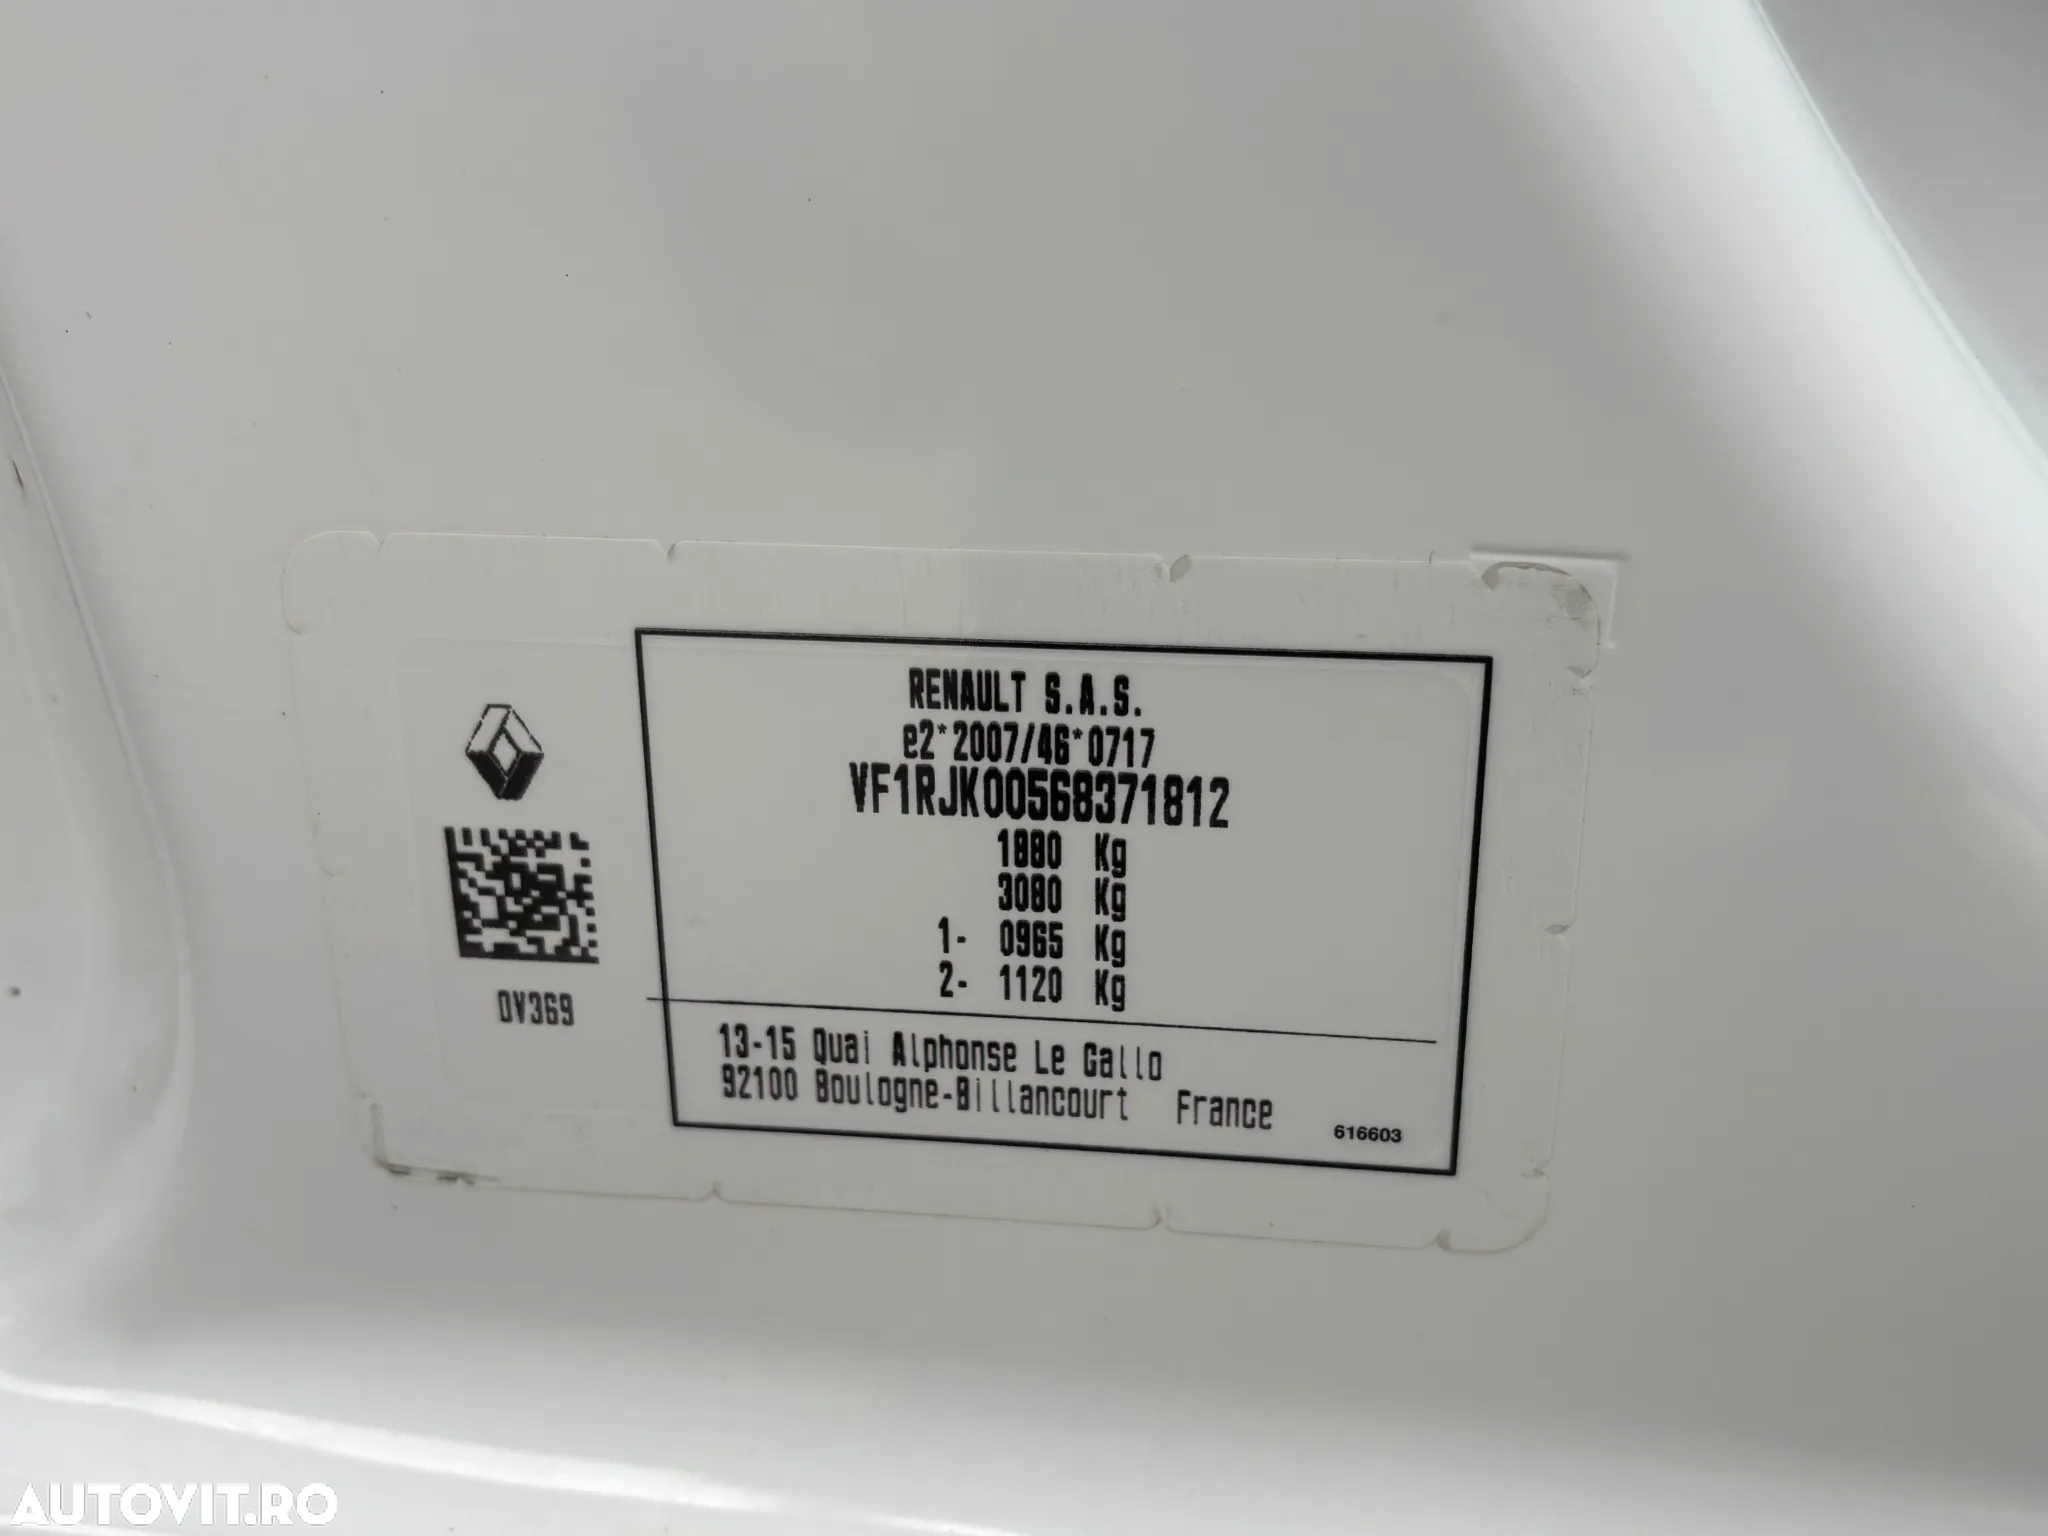 RENAULT S.A.S.
e2*2007/46*0717
VF1RJK00568371812
1880 Kg
3080 Kg
1- 0965 Kg
2- 1120 Kg
DV369
13-15 Quai Alphonse Le Gallo
92100 Boulogne-Billancourt France
616603
AUTOVIT.RO